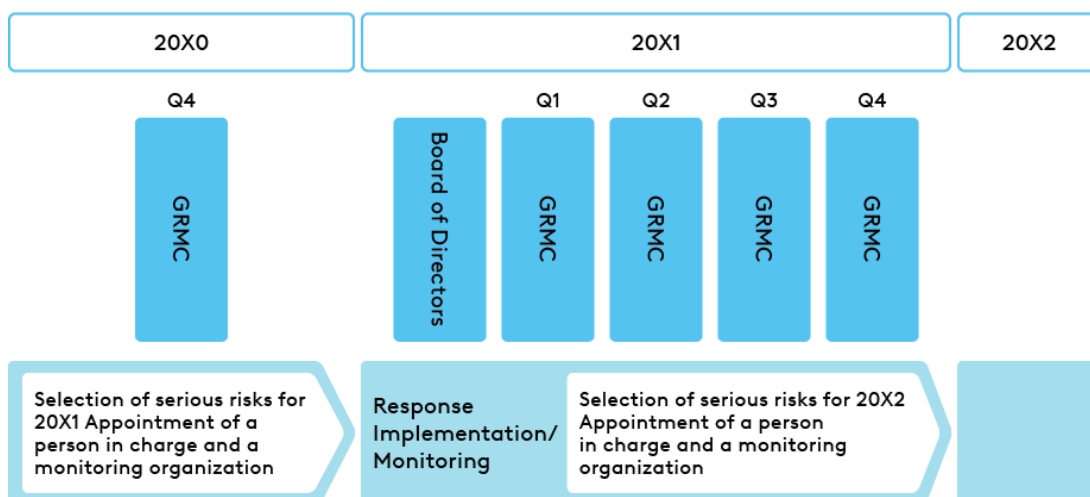 20X0
20X1
20X2
Q4
Q1
Q2
Q3
Q4
GRMC
Board of Directors
GRMC
GRMC
GRMC
GRMC
Selection of serious risks for
20X1 Appointment of a
person in charge and a
monitoring organization
Response
Implementation/
Monitoring
Selection of serious risks for 20X2
Appointment of a person
in charge and a monitoring
organization